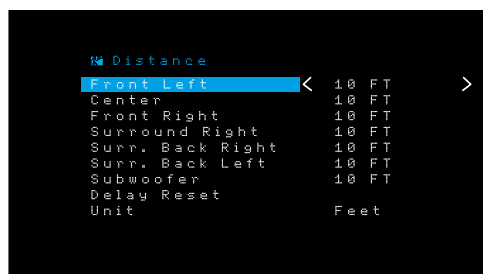 Distance
Front Left < 10 FT >
Center 10 FT
Front Right 10 FT
Surround Right 10 FT
Surr. Back Right 10 FT
Surr. Back Left 10 FT
Subwoofer 10 FT
Delay Reset
Unit Feet